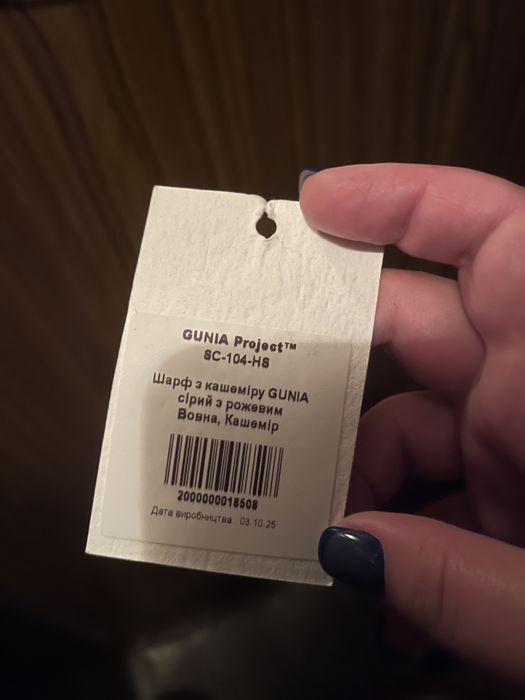 GUNIA Project™
SC-104-HS
Шарф з кашеміру GUNIA
сірий з рожевим
Вовна, Кашемір
2000000018508
Дата виробництва 03.10.25